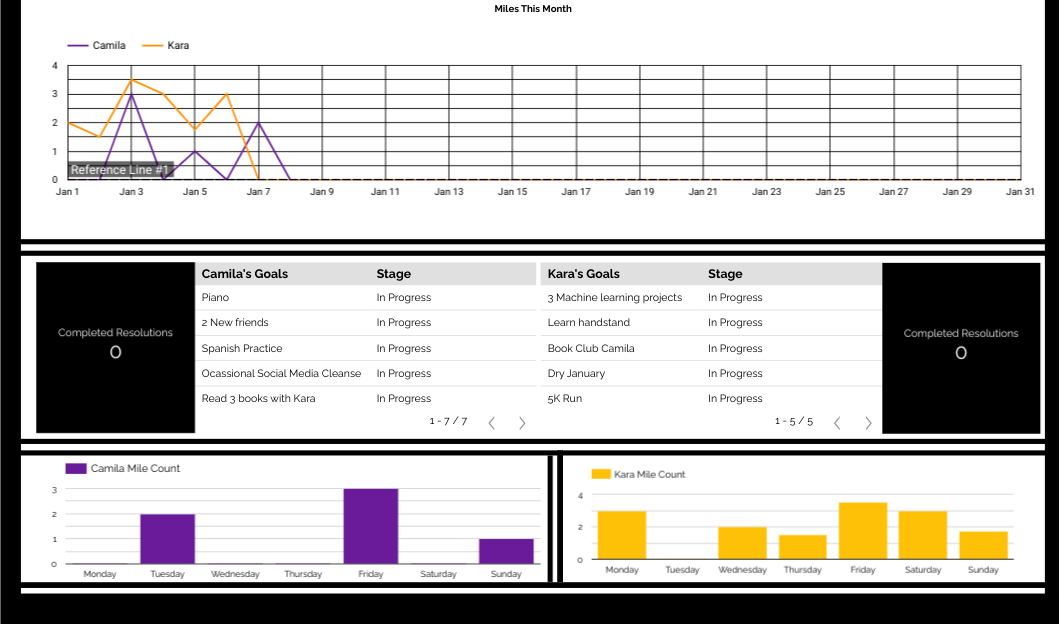 Miles This Month
Camila Kara
4
3
2
1
0
Reference Line #1
Jan 1 Jan 3 Jan 5 Jan 7 Jan 9 Jan 11 Jan 13 Jan 15 Jan 17 Jan 19 Jan 21 Jan 23 Jan 25 Jan 27 Jan 29 Jan 31
Completed Resolutions
0
Camila's Goals Stage
Piano In Progress
2 New friends In Progress
Spanish Practice In Progress
Ocassional Social Media Cleanse In Progress
Read 3 books with Kara In Progress
1 - 7 / 7
Kara's Goals Stage
3 Machine learning projects In Progress
Learn handstand In Progress
Book Club Camila In Progress
Dry January In Progress
5K Run In Progress
1 - 5 / 5
Completed Resolutions
0
Camila Mile Count
3
2
1
0
Monday Tuesday Wednesday Thursday Friday Saturday Sunday
Kara Mile Count
4
2
0
Monday Tuesday Wednesday Thursday Friday Saturday Sunday